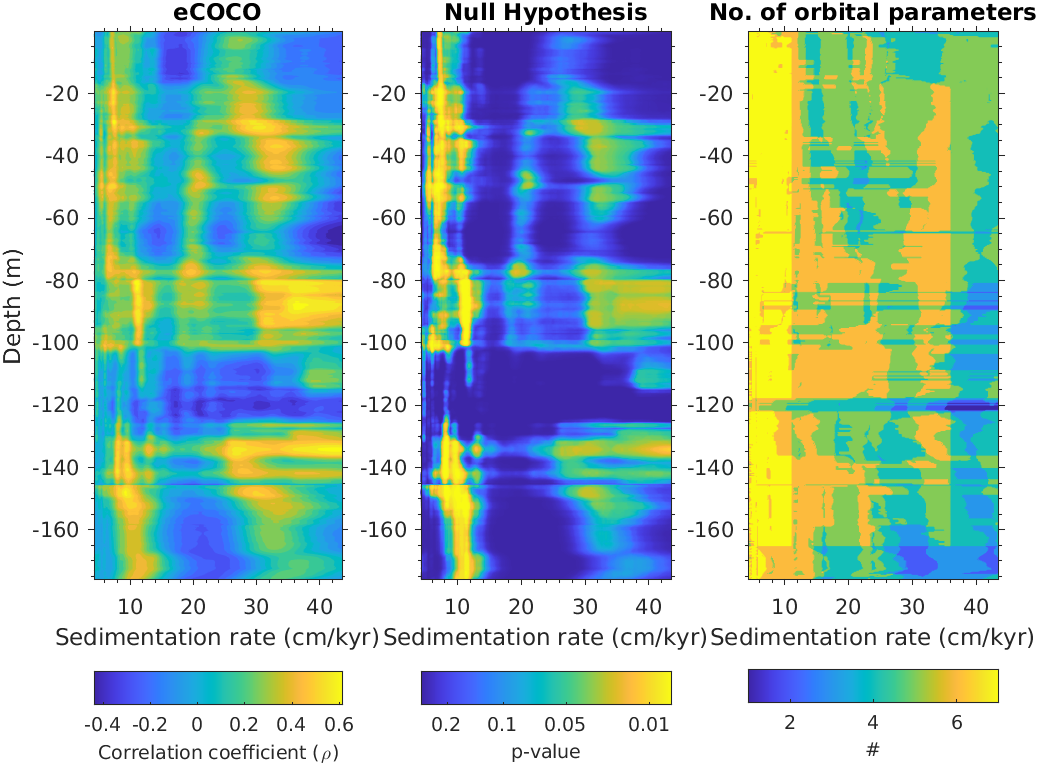 eCOCO Null Hypothesis No. of orbital parameters
-20 -20 -20
-40 -40 -40
-60 -60 -60
-80 -80 -80
-100 -100 -100
-120 -120 -120
-140 -140 -140
-160 -160 -160
Depth (m)
10 20 30 40 10 20 30 40 10 20 30 40
Sedimentation rate (cm/kyr) Sedimentation rate (cm/kyr) Sedimentation rate (cm/kyr)
-0.4 -0.2 0 0.2 0.4 0.6 0.2 0.1 0.05 0.01 2 4 6
Correlation coefficient (ρ) p-value #